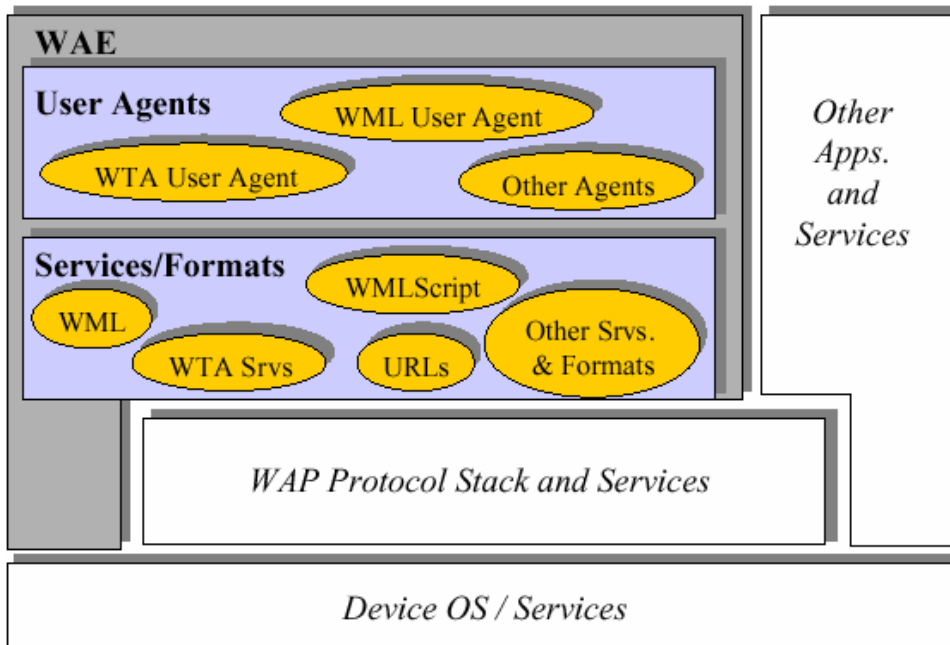 WAE
User Agents
WML User Agent
WTA User Agent
Other Agents
Services/Formats
WMLScript
WML
WTA Srvs
URLs
Other Srvs.
& Formats
Other
Apps.
and
Services
WAP Protocol Stack and Services
Device OS / Services